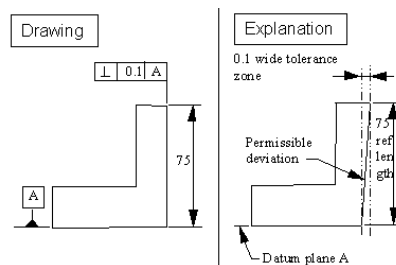 Drawing
⊥ 0.1 A
75
A
Explanation
0.1 wide tolerance
zone
Permissible
deviation
75
ref
len
gth
Datum plane A